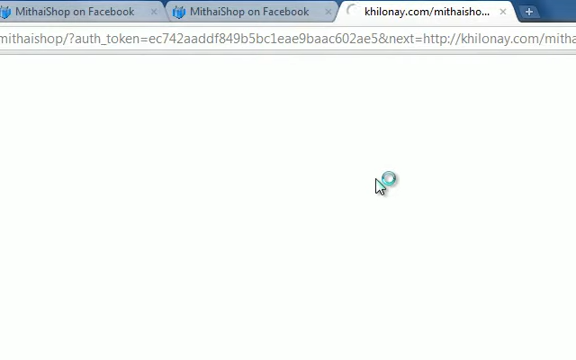 MithaiShop on Facebook
MithaiShop on Facebook
khilonay.com/mithaisho...
mithaishop/?auth_token=ec742aaddf849b5bc1eae9baac602ae5&next=http://khilonay.com/mitha